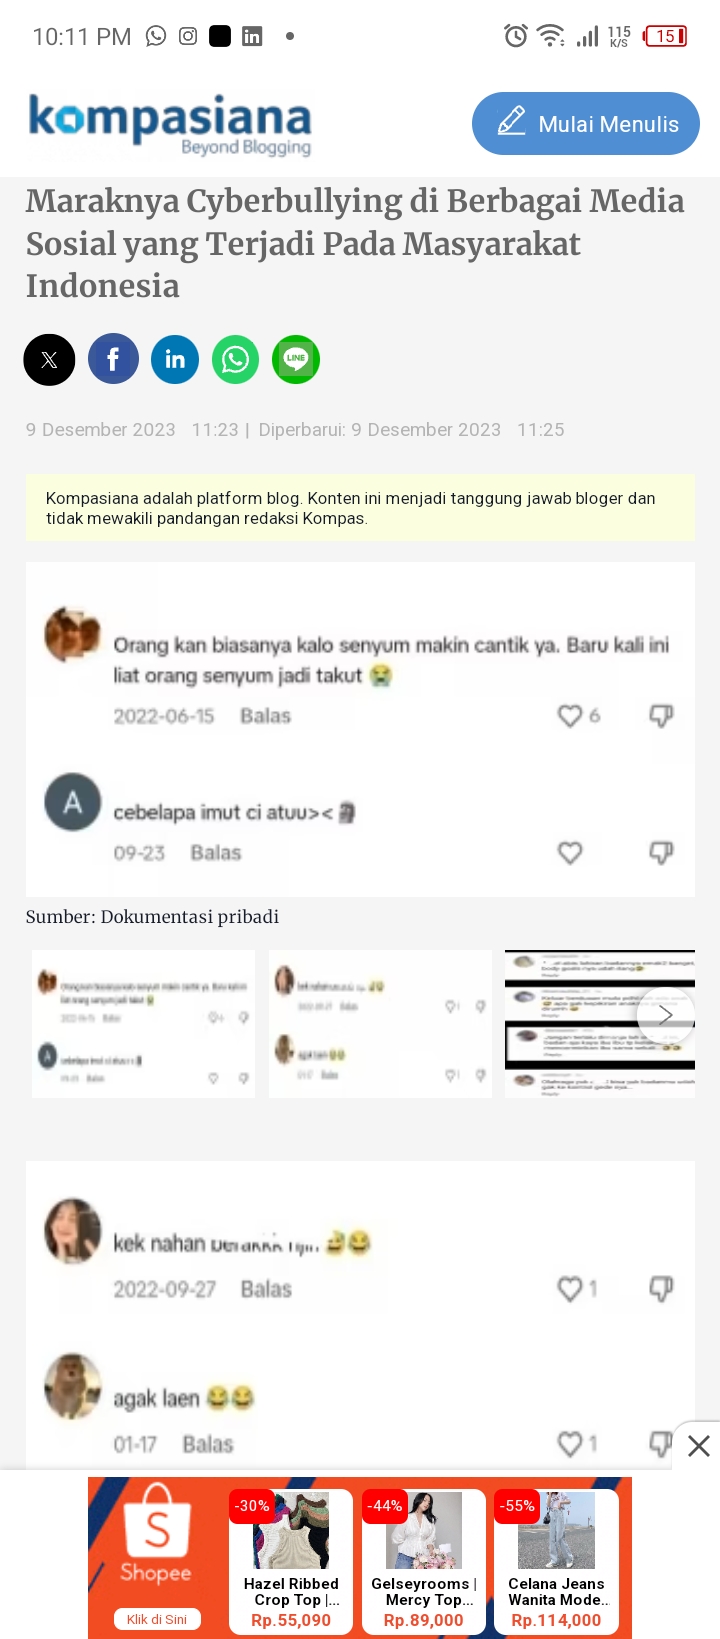 10:11 PM
115
K/S
15
kompasiana
Beyond Blogging
Mulai Menulis
Maraknya Cyberbullying di Berbagai Media
Sosial yang Terjadi Pada Masyarakat
Indonesia
LINE
9 Desember 2023 11:23 | Diperbarui: 9 Desember 2023 11:25
Kompasiana adalah platform blog. Konten ini menjadi tanggung jawab bloger dan
tidak mewakili pandangan redaksi Kompas.
Orang kan biasanya kalo senyum makin cantik ya. Baru kali ini
liat orang senyum jadi takut 😭
2022-06-15 Balas
6
A
cebelapa imut ci atuu>< 🗿
09-23 Balas
Sumber: Dokumentasi pribadi
kek nahan 😂😂
2022-09-27 Balas
1
agak laen 😂😂
01-17 Balas
1
Shopee
Klik di Sini
-30%
Hazel Ribbed
Crop Top |...
Rp.55,090
-44%
Gelseyrooms |
Mercy Top...
Rp.89,000
-55%
Celana Jeans
Wanita Mode...
Rp.114,000